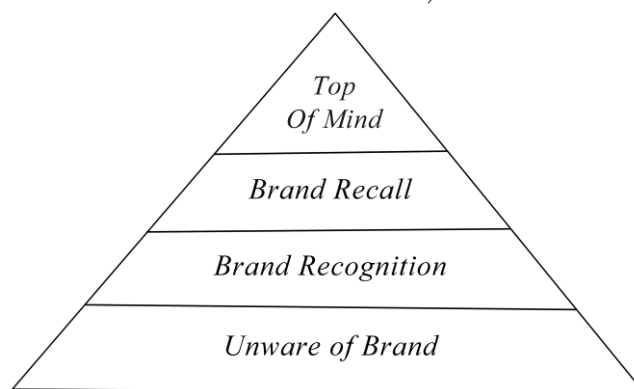 Top
Of Mind
Brand Recall
Brand Recognition
Unware of Brand